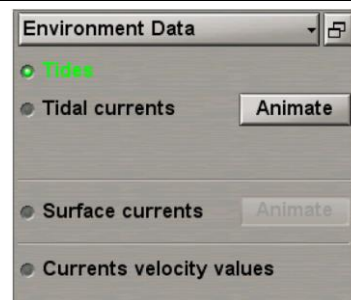 Environment Data
Tides
Tidal currents Animate
Surface currents Animate
Currents velocity values